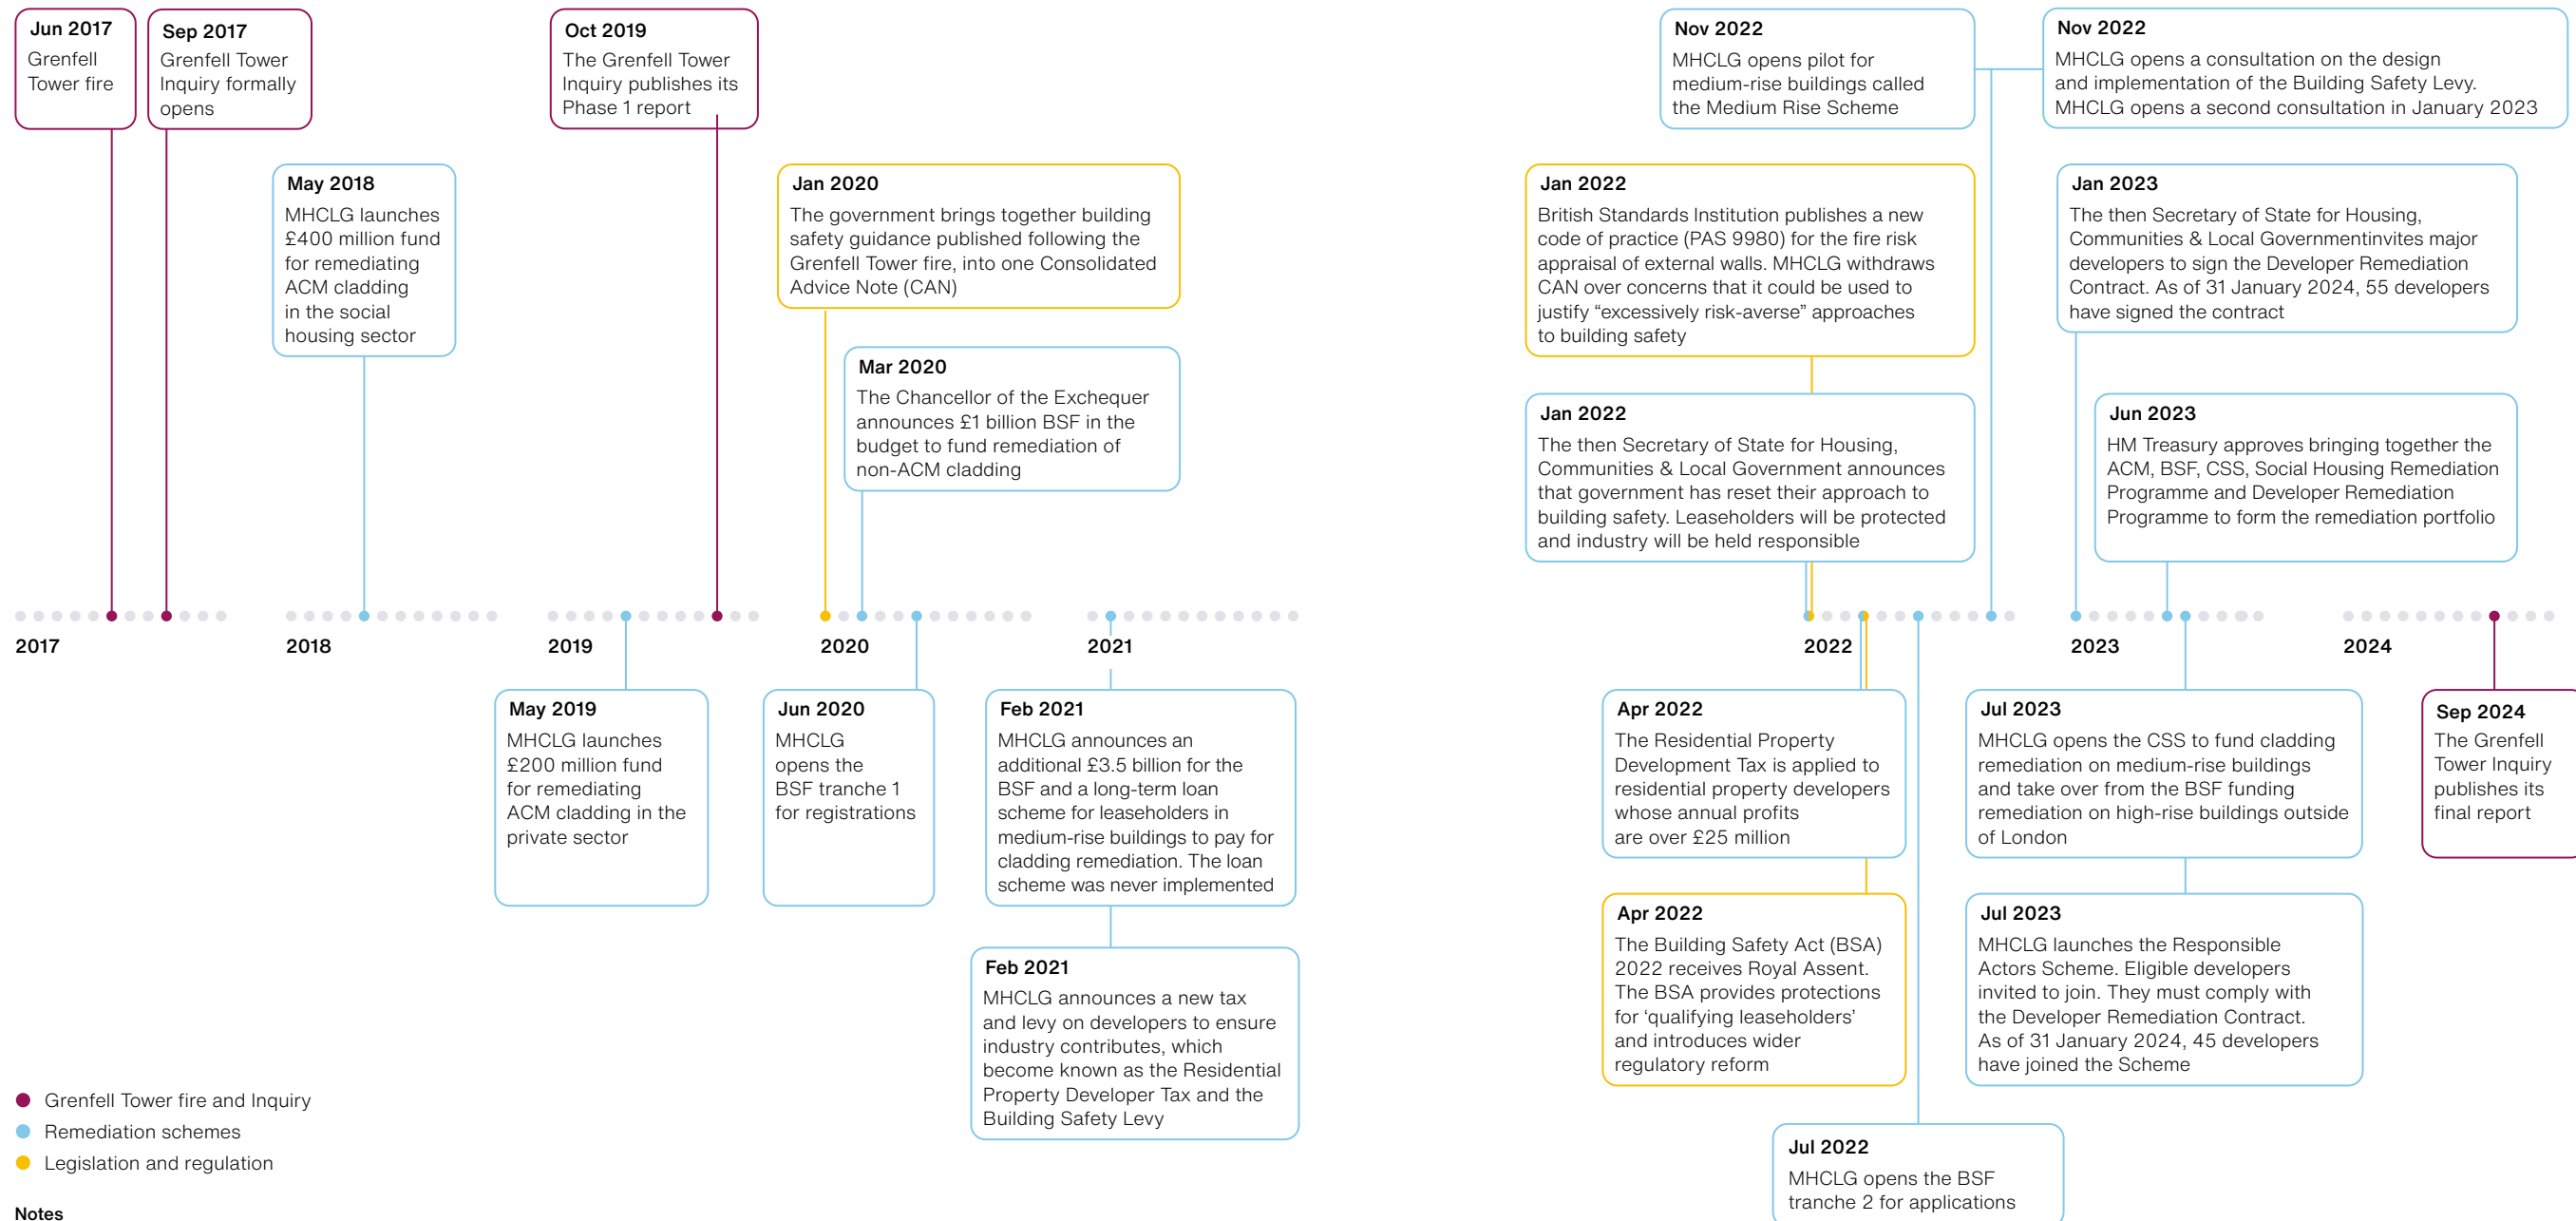 Jun 2017
Grenfell
Tower fire
Sep 2017
Grenfell Tower
Inquiry formally
opens
Oct 2019
The Grenfell Tower
Inquiry publishes its
Phase 1 report
Nov 2022
MHCLG opens pilot for
medium-rise buildings called
the Medium Rise Scheme
Nov 2022
MHCLG opens a consultation on the design
and implementation of the Building Safety Levy.
MHCLG opens a second consultation in January 2023
May 2018
MHCLG launches
£400 million fund
for remediating
ACM cladding
in the social
housing sector
Jan 2020
The government brings together building
safety guidance published following the
Grenfell Tower fire, into one Consolidated
Advice Note (CAN)
Mar 2020
The Chancellor of the Exchequer
announces £1 billion BSF in the
budget to fund remediation of
non-ACM cladding
Jan 2022
British Standards Institution publishes a new
code of practice (PAS 9980) for the fire risk
appraisal of external walls. MHCLG withdraws
CAN over concerns that it could be used to
justify “excessively risk-averse” approaches
to building safety
Jan 2022
The then Secretary of State for Housing,
Communities & Local Government announces
that government has reset their approach to
building safety. Leaseholders will be protected
and industry will be held responsible
Jan 2023
The then Secretary of State for Housing,
Communities & Local Governmentinvites major
developers to sign the Developer Remediation
Contract. As of 31 January 2024, 55 developers
have signed the contract
Jun 2023
HM Treasury approves bringing together the
ACM, BSF, CSS, Social Housing Remediation
Programme and Developer Remediation
Programme to form the remediation portfolio
2017
2018
2019
2020
2021
2022
2023
2024
May 2019
MHCLG launches
£200 million fund
for remediating
ACM cladding in the
private sector
Jun 2020
MHCLG
opens the
BSF tranche 1
for registrations
Feb 2021
MHCLG announces an
additional £3.5 billion for the
BSF and a long-term loan
scheme for leaseholders in
medium-rise buildings to pay for
cladding remediation. The loan
scheme was never implemented
Feb 2021
MHCLG announces a new tax
and levy on developers to ensure
industry contributes, which
become known as the Residential
Property Developer Tax and the
Building Safety Levy
Apr 2022
The Residential Property
Development Tax is applied to
residential property developers
whose annual profits
are over £25 million
Apr 2022
The Building Safety Act (BSA)
2022 receives Royal Assent.
The BSA provides protections
for ‘qualifying leaseholders’
and introduces wider
regulatory reform
Jul 2022
MHCLG opens the BSF
tranche 2 for applications
Jul 2023
MHCLG opens the CSS to fund cladding
remediation on medium-rise buildings
and take over from the BSF funding
remediation on high-rise buildings outside
of London
Jul 2023
MHCLG launches the Responsible
Actors Scheme. Eligible developers
invited to join. They must comply with
the Developer Remediation Contract.
As of 31 January 2024, 45 developers
have joined the Scheme
Sep 2024
The Grenfell
Tower Inquiry
publishes its
final report
Grenfell Tower fire and Inquiry
Remediation schemes
Legislation and regulation
Notes